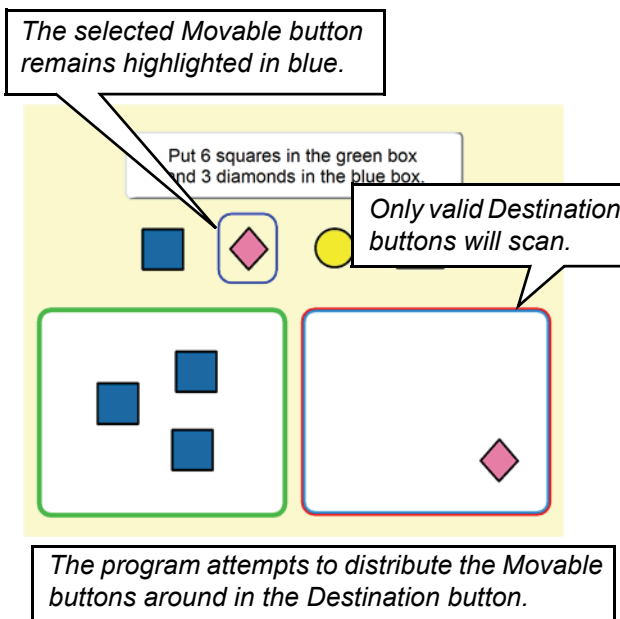 The selected Movable button
remains highlighted in blue.
Put 6 squares in the green box
and 3 diamonds in the blue box.
Only valid Destination
buttons will scan.
The program attempts to distribute the Movable
buttons around in the Destination button.